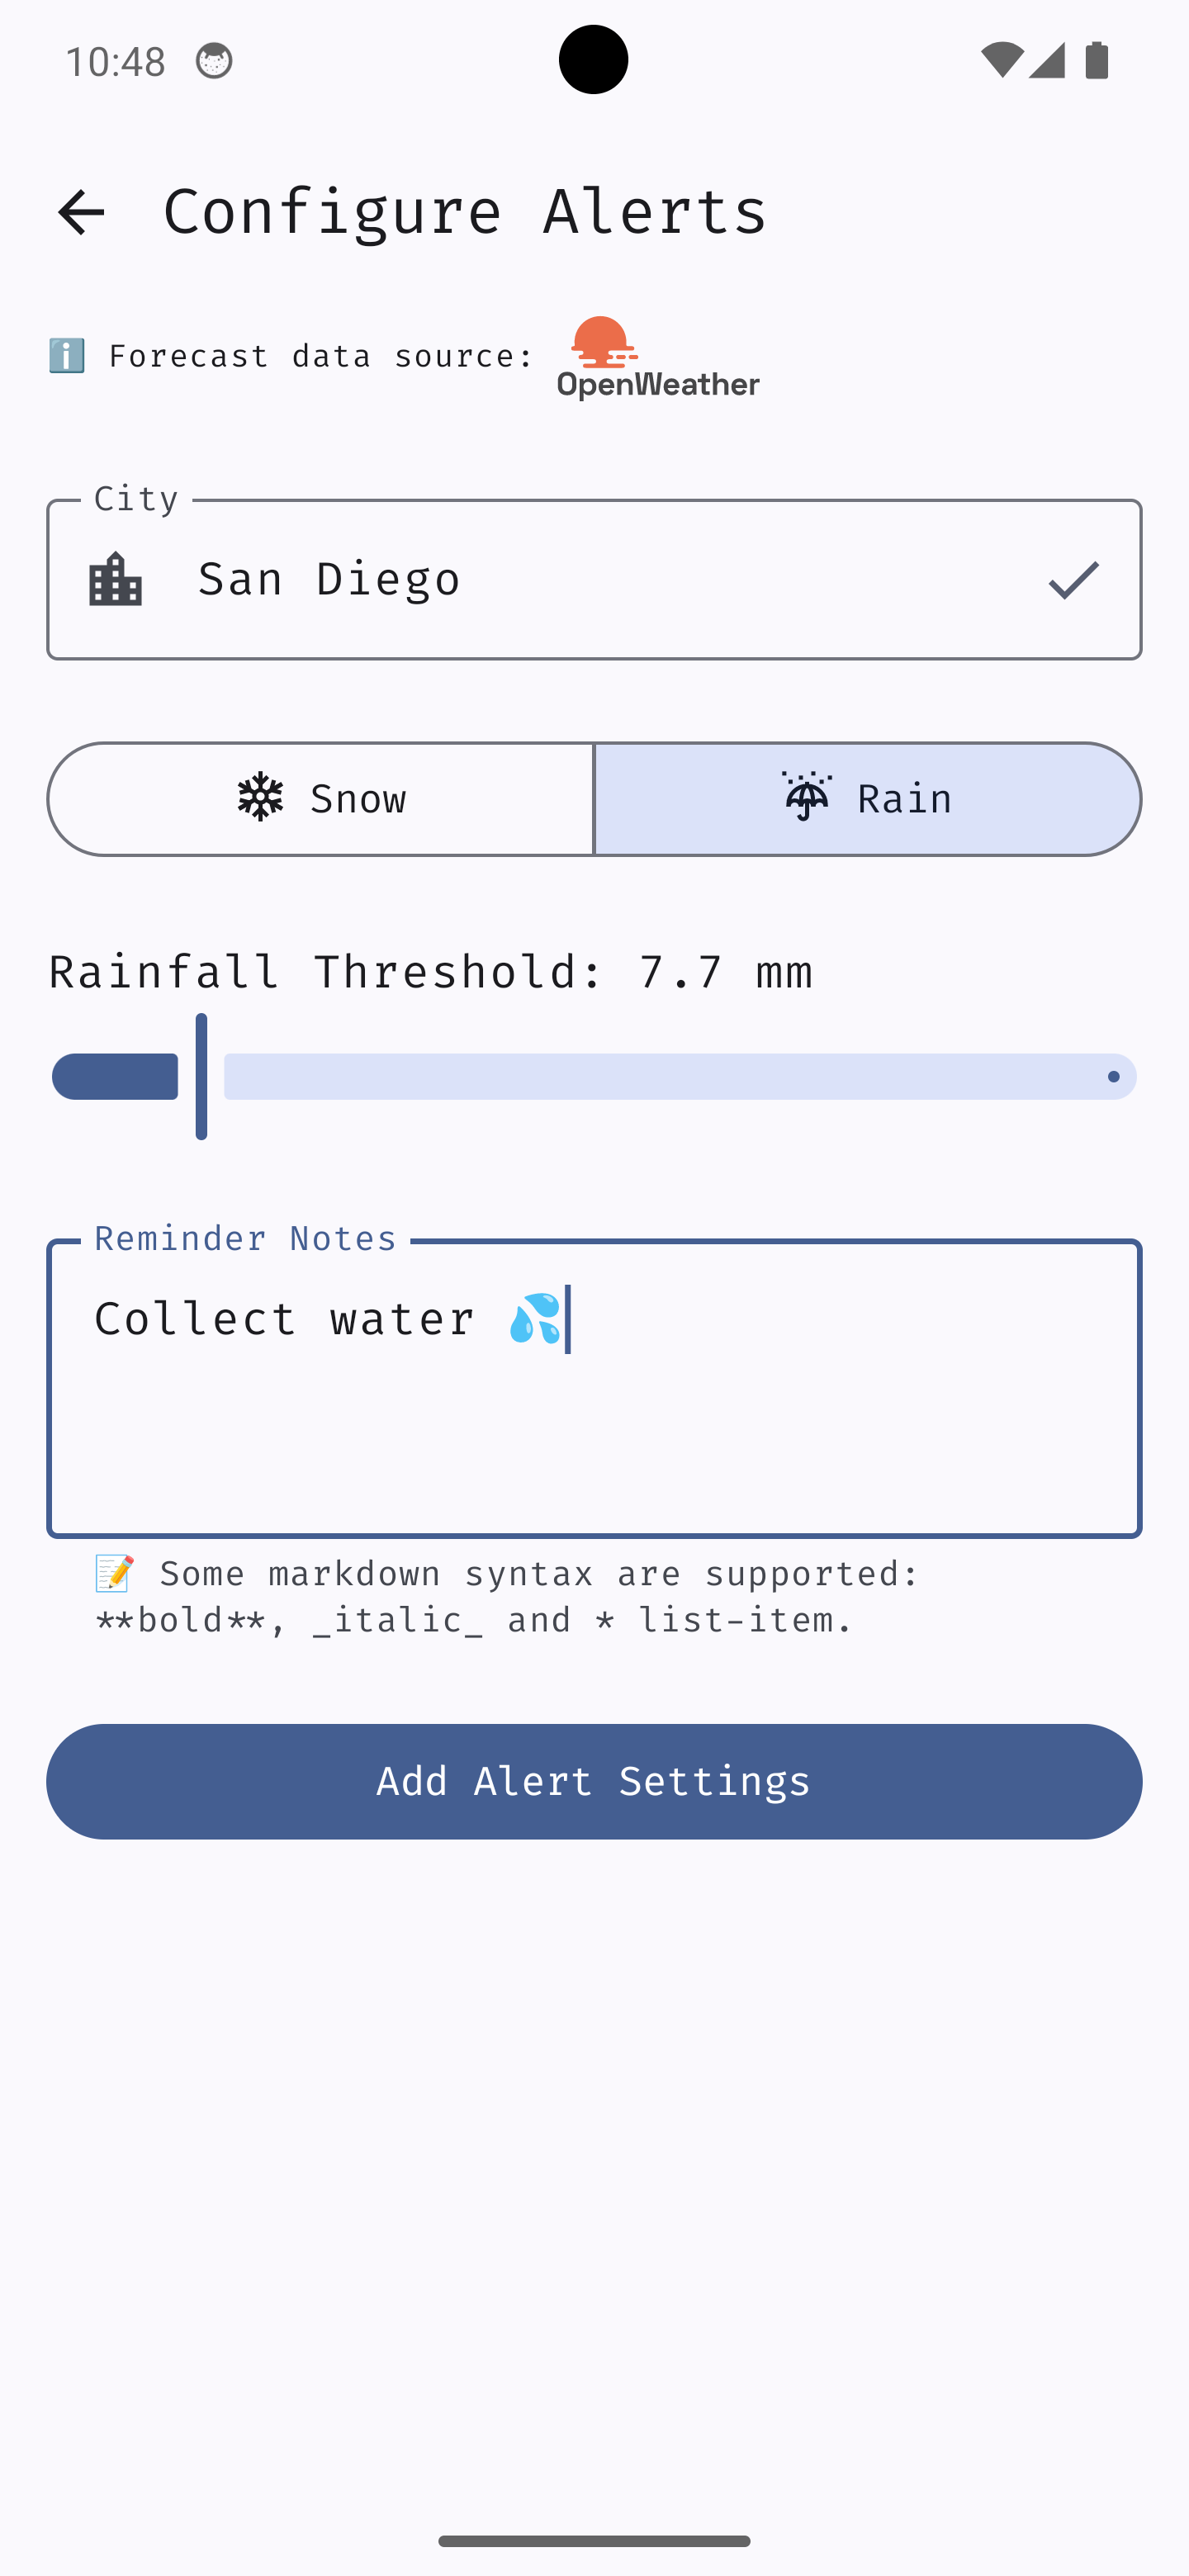 10:48
Configure Alerts
ℹ️ Forecast data source: OpenWeather
City
San Diego
Snow
Rain
Rainfall Threshold: 7.7 mm
Reminder Notes
Collect water 💦
📝 Some markdown syntax are supported:
**bold**, _italic_ and * list-item.
Add Alert Settings